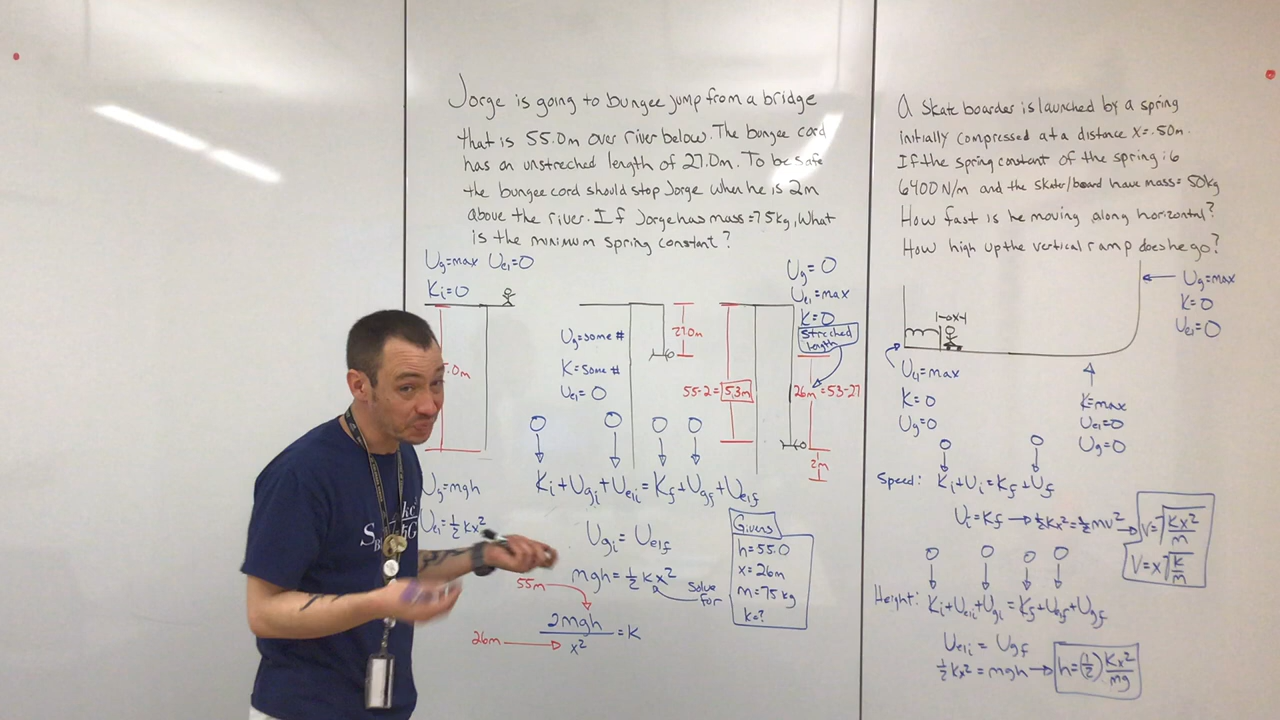 Jorge is going to bungee jump from a bridge
that is 55.0m over river below. The bungee cord
has an unstreched length of 27.0m. To be safe
the bungee cord should stop Jorge when he is 2m
above the river. If Jorge has mass = 75kg, What
is the minimum spring constant?
Ug=max Uel=0
Ki=0
.0m
Ug=some #
K=some #
Uel=0
27.0m
Ug=0
Uel=max
K=0
Streched
length
55-2= 53m
26m =53-27
2m
Ki+Ugi+Ueli=Kf+Ugf+Uelf
Ug=mgh
Uel=½Kx²
Ugi=Uelf
mgh=½Kx²
Solve
for
55m
2mgh
x²
=K
26m
Givens
h=55.0
x=26m
m=75kg
k=?
A Skateboarder is launched by a spring
initially compressed at a distance x=.50m.
If the spring constant of the spring is
6400 N/m and the skater/board have mass=50kg
How fast is he moving along horizontal?
How high up the vertical ramp does he go?
Ug=max
K=0
Uel=0
Uel=max
K=0
Ug=0
K=max
Uel=0
Ug=0
Speed: Ki+Ui=Kf+Uf
Ui=Kf→½Kx²=½mv²→
V=√Kx²/m
V=x√K/m
Height: Ki+Ueli+Ugi=Kf+Uelf+Ugf
Ueli=Ugf
½Kx²=mgh→ h=(½)Kx²/mg